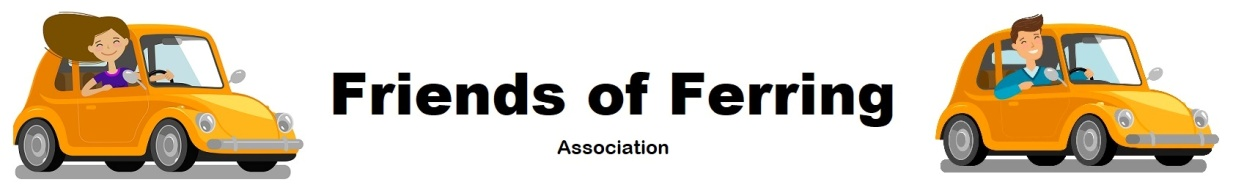 Friends of Ferring
Association